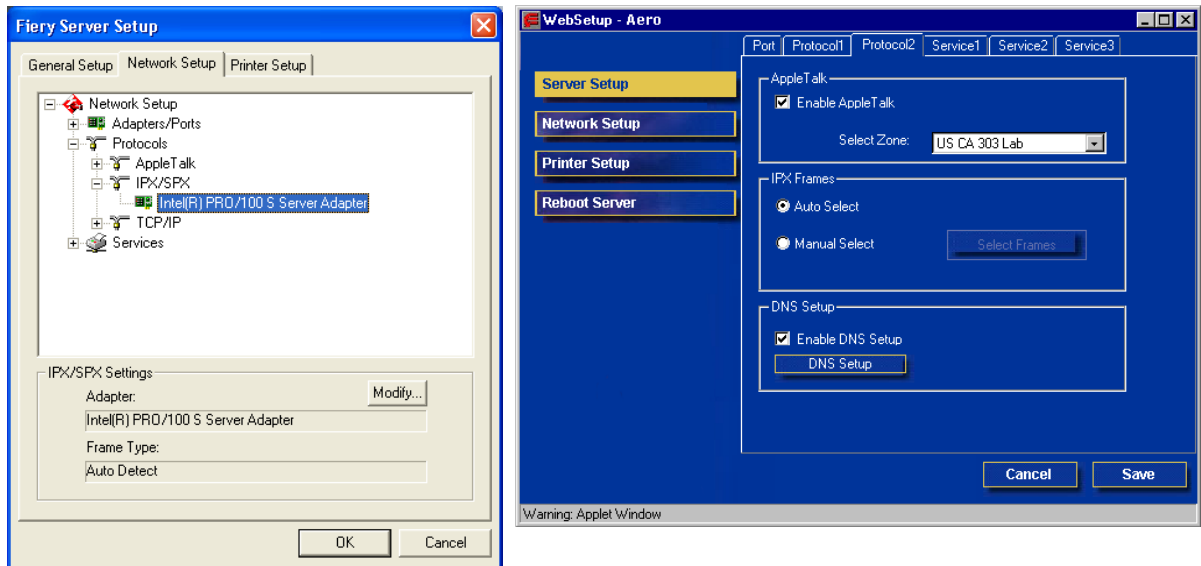 Fiery Server Setup
General Setup Network Setup Printer Setup
Network Setup
Adapters/Ports
Protocols
AppleTalk
IPX/SPX
Intel(R) PRO/100 S Server Adapter
TCP/IP
Services
IPX/SPX Settings
Adapter:
Modify...
Intel(R) PRO/100 S Server Adapter
Frame Type:
Auto Detect
OK Cancel
WebSetup - Aero
Port Protocol1 Protocol2 Service1 Service2 Service3
Server Setup
Network Setup
Printer Setup
Reboot Server
AppleTalk
Enable AppleTalk
Select Zone: US CA 303 Lab
IPX Frames
Auto Select
Manual Select Select Frames
DNS Setup
Enable DNS Setup
DNS Setup
Cancel Save
Warning: Applet Window